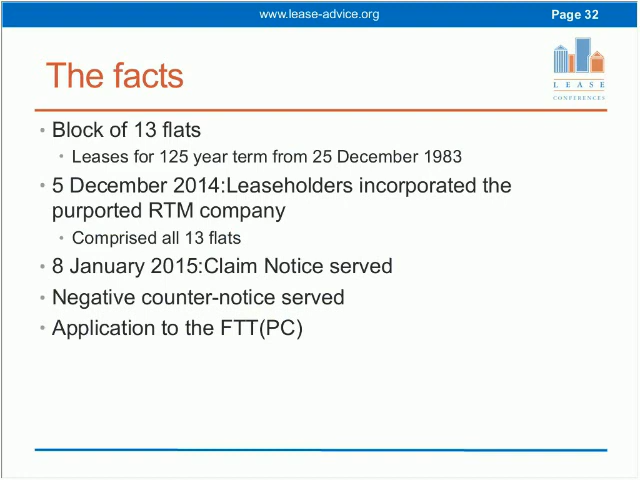 www.lease-advice.org
Page 32
The facts
L E A S E
CONFERENCES
• Block of 13 flats
• Leases for 125 year term from 25 December 1983
• 5 December 2014:Leaseholders incorporated the
purported RTM company
• Comprised all 13 flats
• 8 January 2015:Claim Notice served
• Negative counter-notice served
• Application to the FTT(PC)